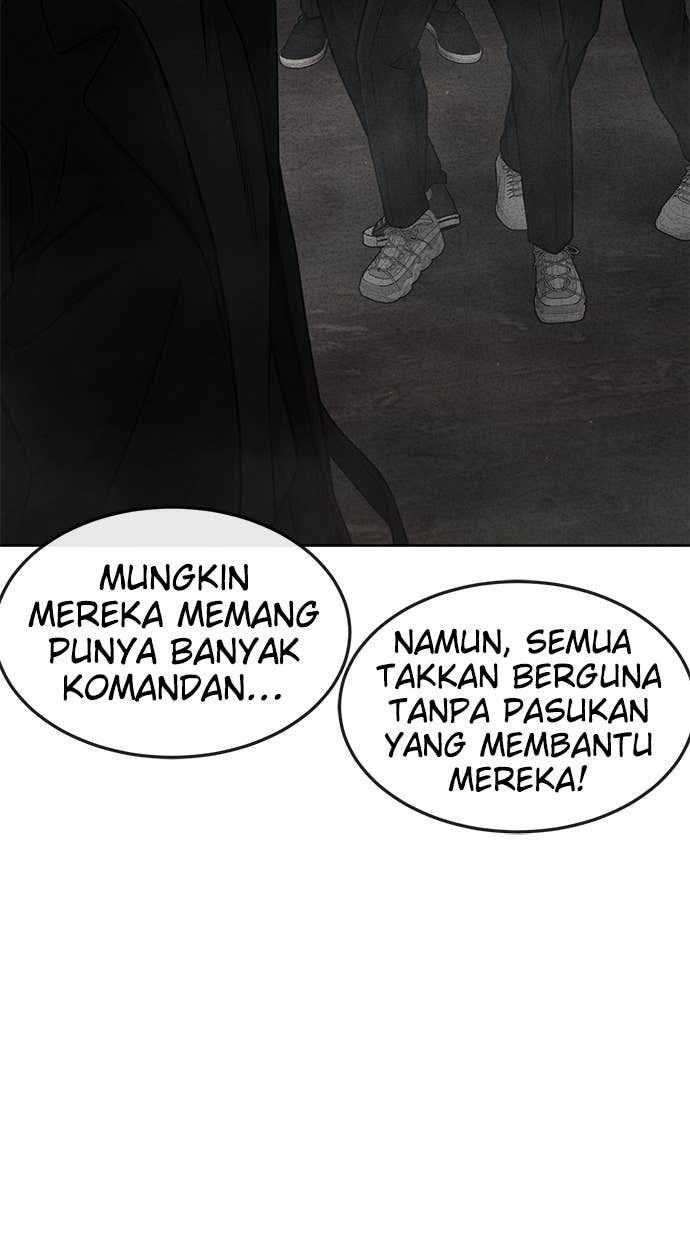 MUNGKIN
MEREKA MEMANG
PUNYA BANYAK
KOMANDAN...
NAMUN, SEMUA
TAKKAN BERGUNA
TANPA PASUKAN
YANG MEMBANTU
MEREKA!